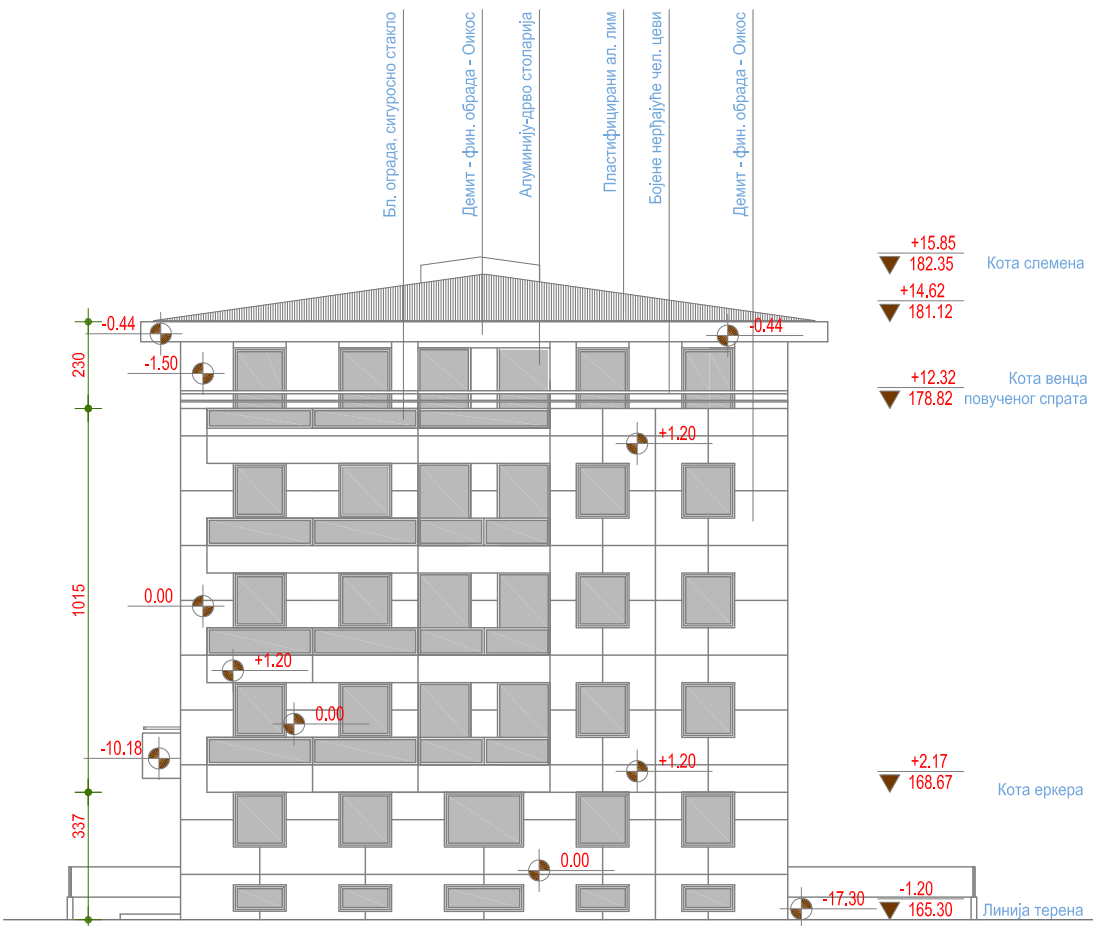 Бл. ограда, сигуросно стакло
Демит - фин. обрада - Оикос
Алуминију-дрво столарија
Пластифицирани ал. лим
Бојене нерђајуће чел. цеви
Демит - фин. обрада - Оикос
+15.85
182.35
Кота слемена
+14.62
181.12
-0.44
-0.44
230
-1.50
+12.32
178.82
Кота венца
повученог спрата
+1.20
1015
0.00
+1.20
0.00
-10.18
+1.20
+2.17
168.67
Кота еркера
337
0.00
-17.30
-1.20
165.30
Линија терена